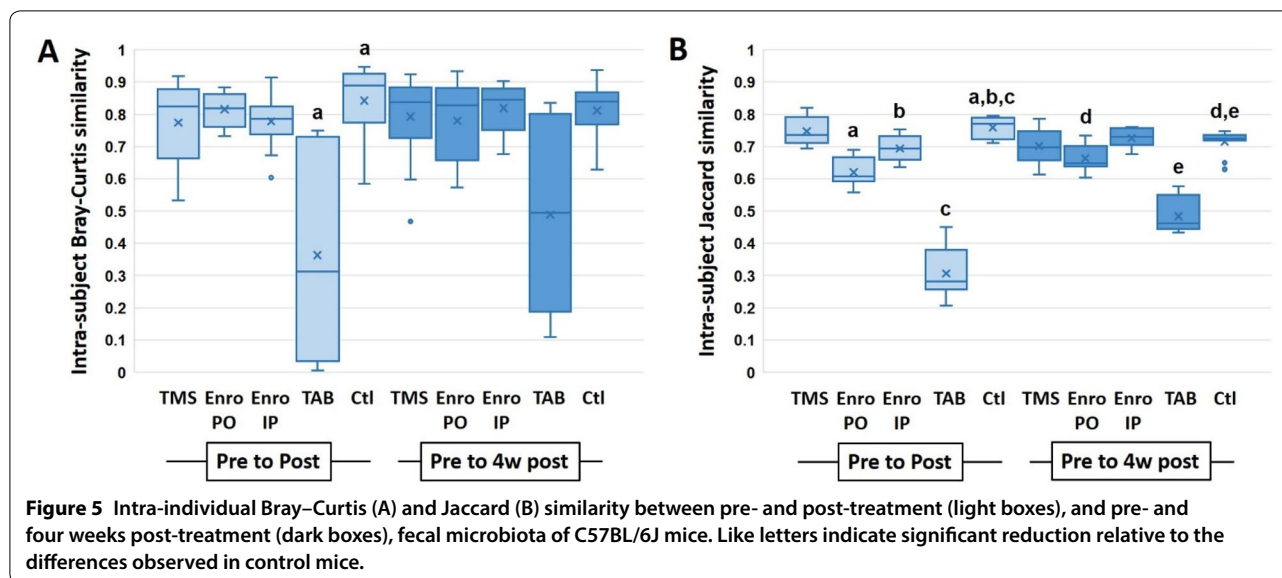 A
Intra-subject Bray-Curtis similarity
1
0.9
0.8
0.7
0.6
0.5
0.4
0.3
0.2
0.1
0
a
a
TMS Enro PO Enro IP TAB Ctl TMS Enro PO Enro IP TAB Ctl
Pre to Post Pre to 4w post
B
Intra-subject Jaccard similarity
1
0.9
0.8
0.7
0.6
0.5
0.4
0.3
0.2
0.1
0
a b c a,b,c d e d,e
TMS Enro PO Enro IP TAB Ctl TMS Enro PO Enro IP TAB Ctl
Pre to Post Pre to 4w post
Figure 5 Intra-individual Bray–Curtis (A) and Jaccard (B) similarity between pre- and post-treatment (light boxes), and pre- and
four weeks post-treatment (dark boxes), fecal microbiota of C57BL/6J mice. Like letters indicate significant reduction relative to the
differences observed in control mice.